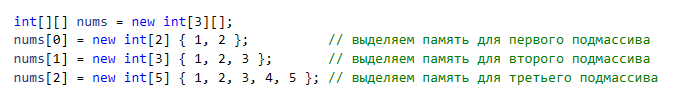 int[][] nums = new int[3][];
nums[0] = new int[2] { 1, 2 };          // выделяем память для первого подмассива
nums[1] = new int[3] { 1, 2, 3 };       // выделяем память для второго подмассива
nums[2] = new int[5] { 1, 2, 3, 4, 5 }; // выделяем память для третьего подмассива